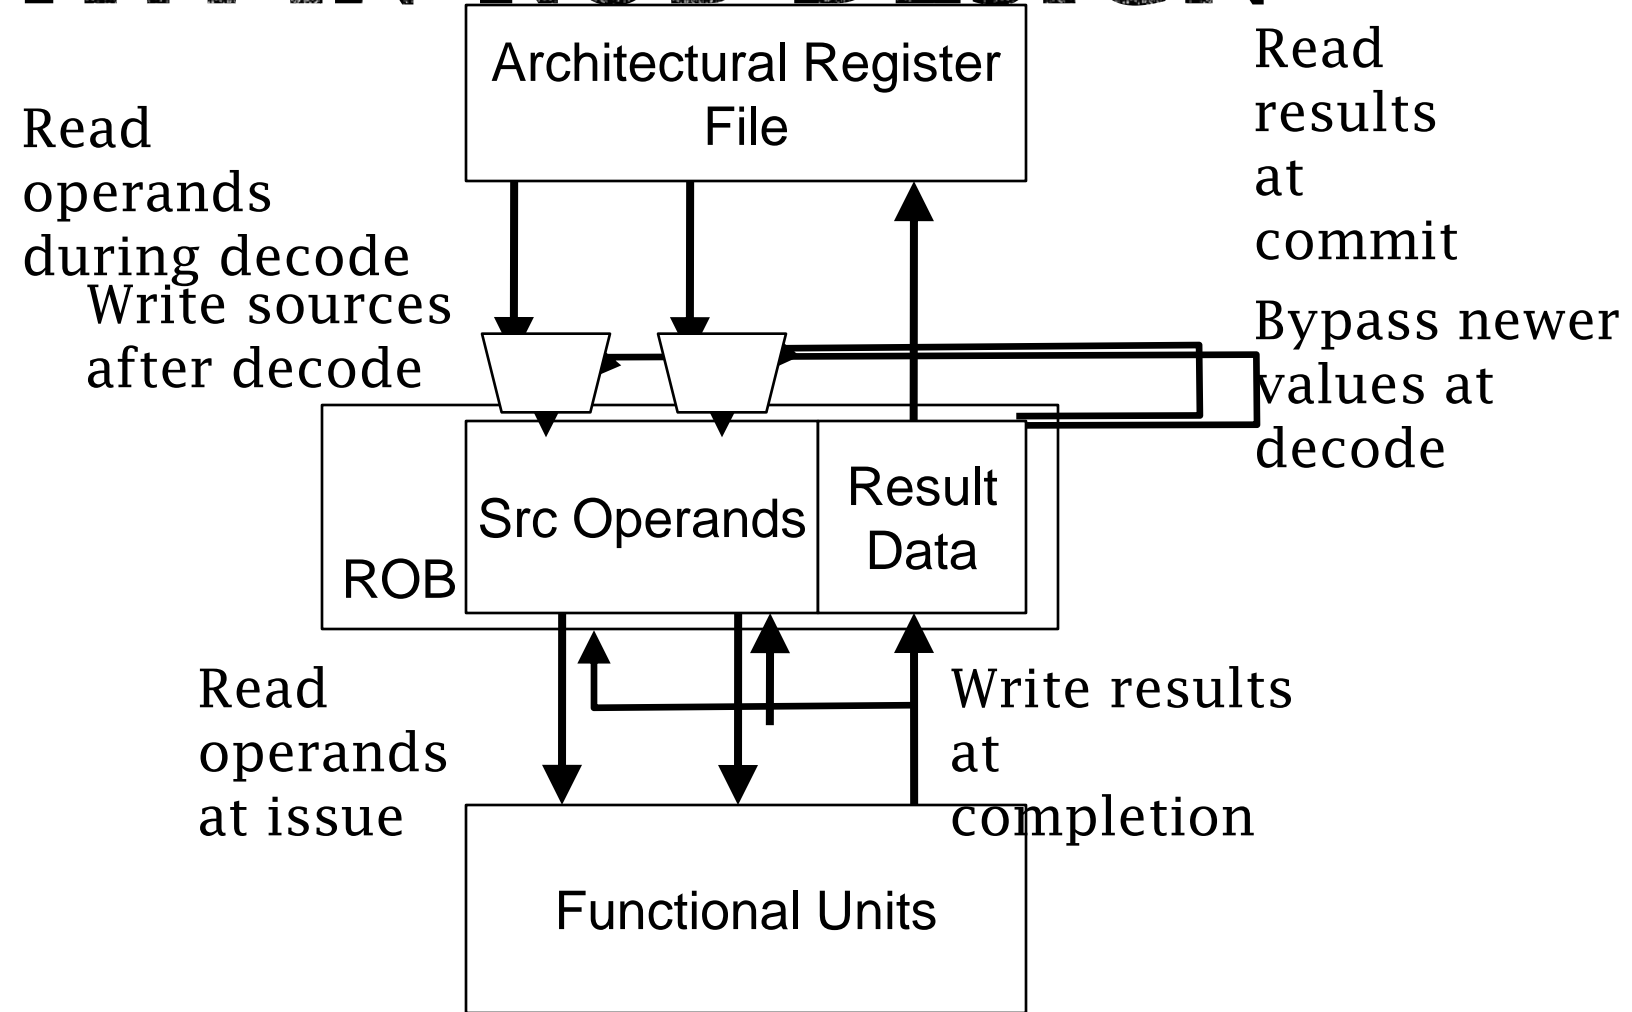 Architectural Register
File
Read
operands
during decode
Write sources
after decode
Read
results
at
commit
Bypass newer
values at
decode
Src Operands
Result
Data
ROB
Read
operands
at issue
Write results
at
completion
Functional Units